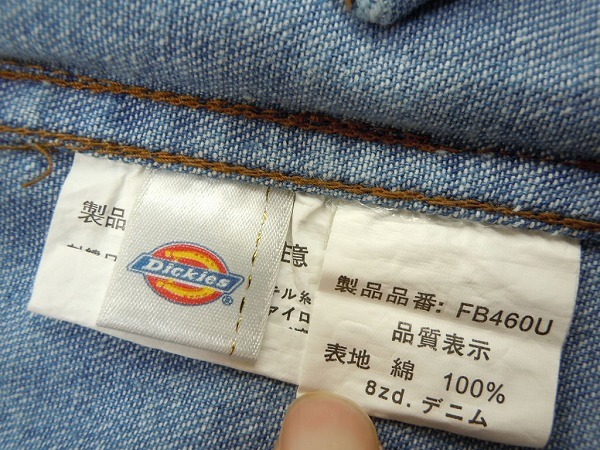 製品
意
Dickies
®
製品品番: FB460U
品質表示
表地 綿 100%
8zd. デニム